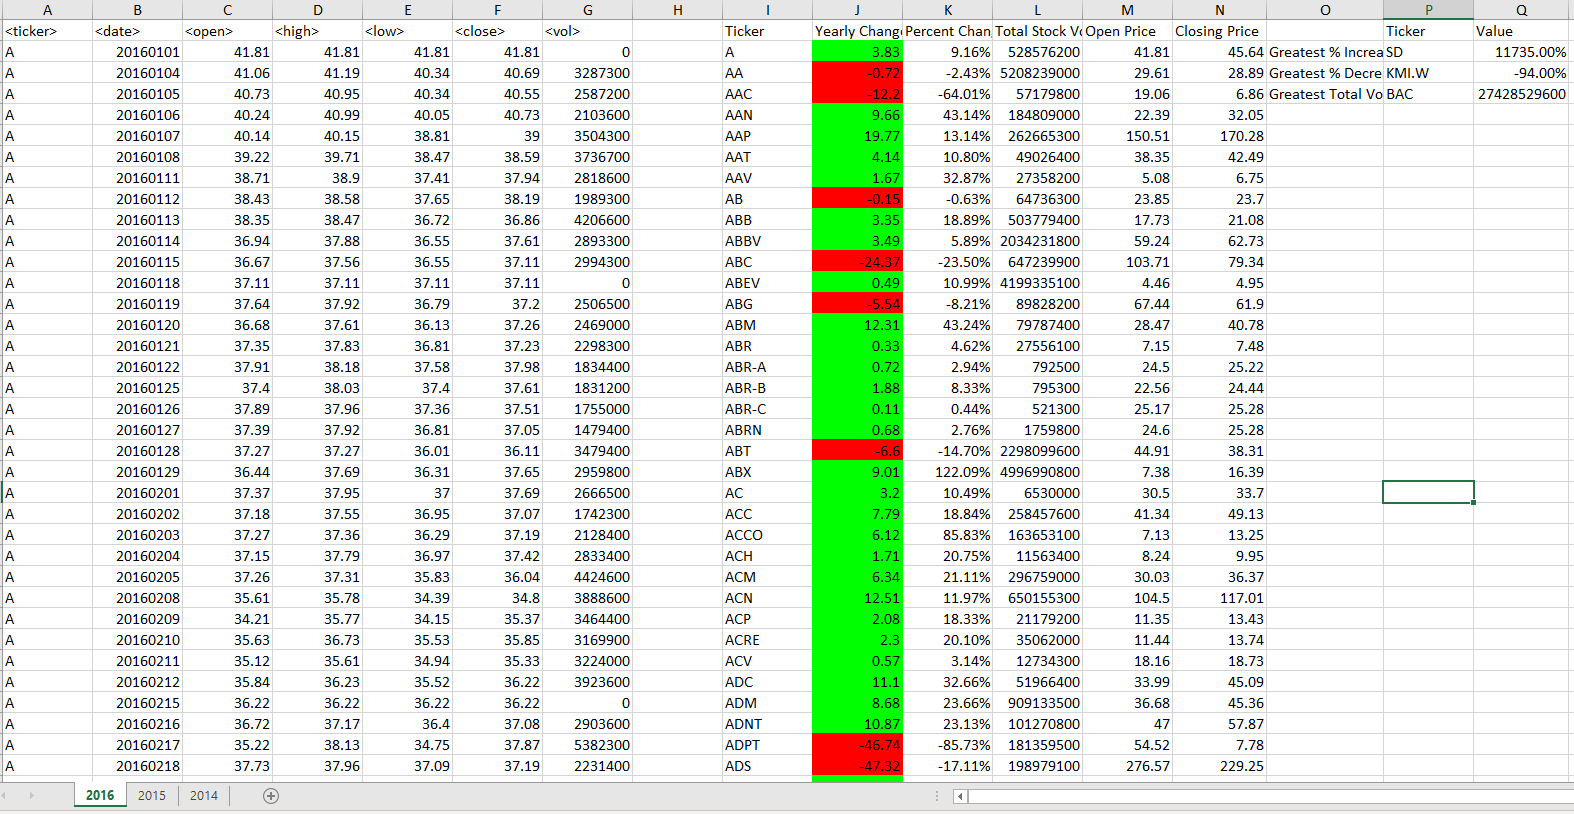 A B C D E F G H I J K L M N O P Q
<ticker> <date> <open> <high> <low> <close> <vol> Ticker Yearly Chang Percent Chan Total Stock Vo Open Price Closing Price Ticker Value
A 20160101 41.81 41.81 41.81 41.81 0 A 3.83 9.16% 528576200 41.81 45.64 Greatest % Increa SD 11735.00%
A 20160104 41.06 41.19 40.34 40.69 3287300 AA -0.72 -2.43% 5208239000 29.61 28.89 Greatest % Decre KMI.W -94.00%
A 20160105 40.73 40.95 40.34 40.55 2587200 AAC -12.2 -64.01% 57179800 19.06 6.86 Greatest Total Vo BAC 27428529600
A 20160106 40.24 40.99 40.05 40.73 2103600 AAN 9.66 43.14% 184809000 22.39 32.05
A 20160107 40.14 40.15 38.81 39 3504300 AAP 19.77 13.14% 262665300 150.51 170.28
A 20160108 39.22 39.71 38.47 38.59 3736700 AAT 4.14 10.80% 49026400 38.35 42.49
A 20160111 38.71 38.9 37.41 37.94 2818600 AAV 1.67 32.87% 27358200 5.08 6.75
A 20160112 38.43 38.58 37.65 38.19 1989300 AB -0.15 -0.63% 64736300 23.85 23.7
A 20160113 38.35 38.47 36.72 36.86 4206600 ABB 3.35 18.89% 503779400 17.73 21.08
A 20160114 36.94 37.88 36.55 37.61 2893300 ABBV 3.49 5.89% 2034231800 59.24 62.73
A 20160115 36.67 37.56 36.55 37.11 2994300 ABC -24.37 -23.50% 647239900 103.71 79.34
A 20160118 37.11 37.11 37.11 37.11 0 ABEV 0.49 10.99% 4199335100 4.46 4.95
A 20160119 37.64 37.92 36.79 37.2 2506500 ABG -5.54 -8.21% 89828200 67.44 61.9
A 20160120 36.68 37.61 36.13 37.26 2469000 ABM 12.31 43.24% 79787400 28.47 40.78
A 20160121 37.35 37.83 36.81 37.23 2298300 ABR 0.33 4.62% 27556100 7.15 7.48
A 20160122 37.91 38.18 37.58 37.98 1834400 ABR-A 0.72 2.94% 792500 24.5 25.22
A 20160125 37.4 38.03 37.4 37.61 1831200 ABR-B 1.88 8.33% 795300 22.56 24.44
A 20160126 37.89 37.96 37.36 37.51 1755000 ABR-C 0.11 0.44% 521300 25.17 25.28
A 20160127 37.39 37.92 36.81 37.05 1479400 ABRN 0.68 2.76% 1759800 24.6 25.28
A 20160128 37.27 37.27 36.01 36.11 3479400 ABT -6.6 -14.70% 2298099600 44.91 38.31
A 20160129 36.44 37.69 36.31 37.65 2959800 ABX 9.01 122.09% 4996990800 7.38 16.39
A 20160201 37.37 37.95 37 37.69 2666500 AC 3.2 10.49% 6530000 30.5 33.7
A 20160202 37.18 37.55 36.95 37.07 1742300 ACC 7.79 18.84% 258457600 41.34 49.13
A 20160203 37.27 37.36 36.29 37.19 2128400 ACCO 6.12 85.83% 163653100 7.13 13.25
A 20160204 37.15 37.79 36.97 37.42 2833400 ACH 1.71 20.75% 11563400 8.24 9.95
A 20160205 37.26 37.31 35.83 36.04 4424600 ACM 6.34 21.11% 296759000 30.03 36.37
A 20160208 35.61 35.78 34.39 34.8 3888600 ACN 12.51 11.97% 650155300 104.5 117.01
A 20160209 34.21 35.77 34.15 35.37 3464400 ACP 2.08 18.33% 21179200 11.35 13.43
A 20160210 35.63 36.73 35.53 35.85 3169900 ACRE 2.3 20.10% 35062000 11.44 13.74
A 20160211 35.12 35.61 34.94 35.33 3224000 ACV 0.57 3.14% 12734300 18.16 18.73
A 20160212 35.84 36.23 35.52 36.22 3923600 ADC 11.1 32.66% 51966400 33.99 45.09
A 20160215 36.22 36.22 36.22 36.22 0 ADM 8.68 23.66% 909133500 36.68 45.36
A 20160216 36.72 37.17 36.4 37.08 2903600 ADNT 10.87 23.13% 101270800 47 57.87
A 20160217 35.22 38.13 34.75 37.87 5382300 ADPT -46.74 -85.73% 181359500 54.52 7.78
A 20160218 37.73 37.96 37.09 37.19 2231400 ADS -47.32 -17.11% 198979100 276.57 229.25
2016 2015 2014